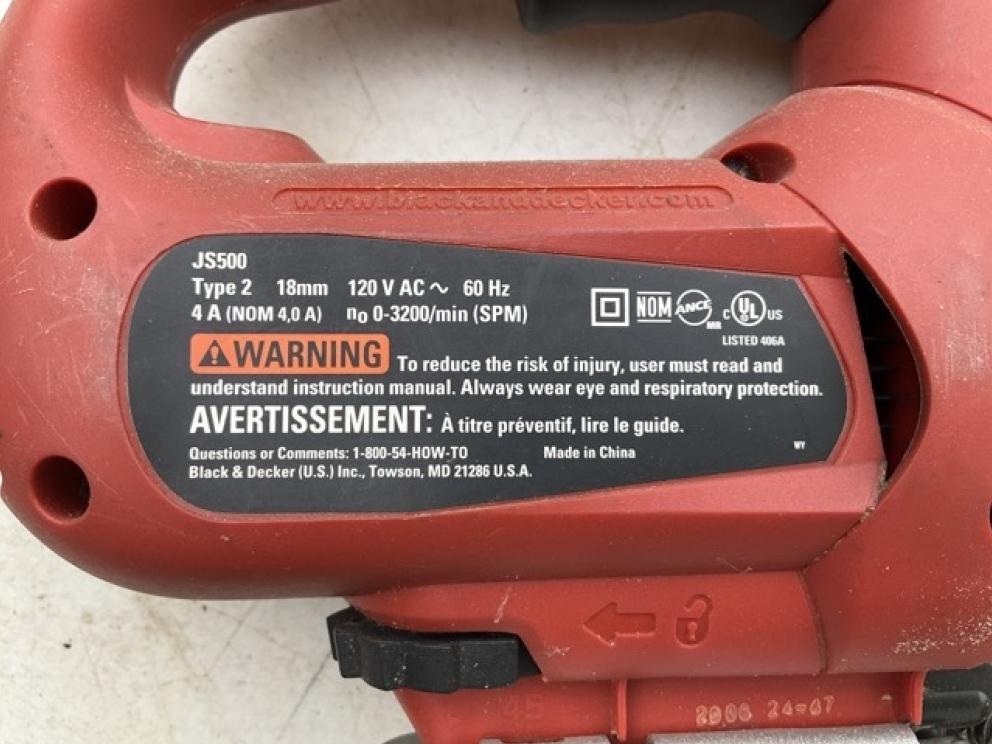 www.blackanddecker.com
JS500
Type 2 18mm 120 V AC ~ 60 Hz
4 A (NOM 4,0 A) no 0-3200/min (SPM)
NOM ANCE MR C UL US
LISTED 406A
WARNING To reduce the risk of injury, user must read and
understand instruction manual. Always wear eye and respiratory protection.
AVERTISSEMENT: À titre préventif, lire le guide.
Questions or Comments: 1-800-54-HOW-TO Made in China WY
Black & Decker (U.S.) Inc., Towson, MD 21286 U.S.A.
45
2006 24-07